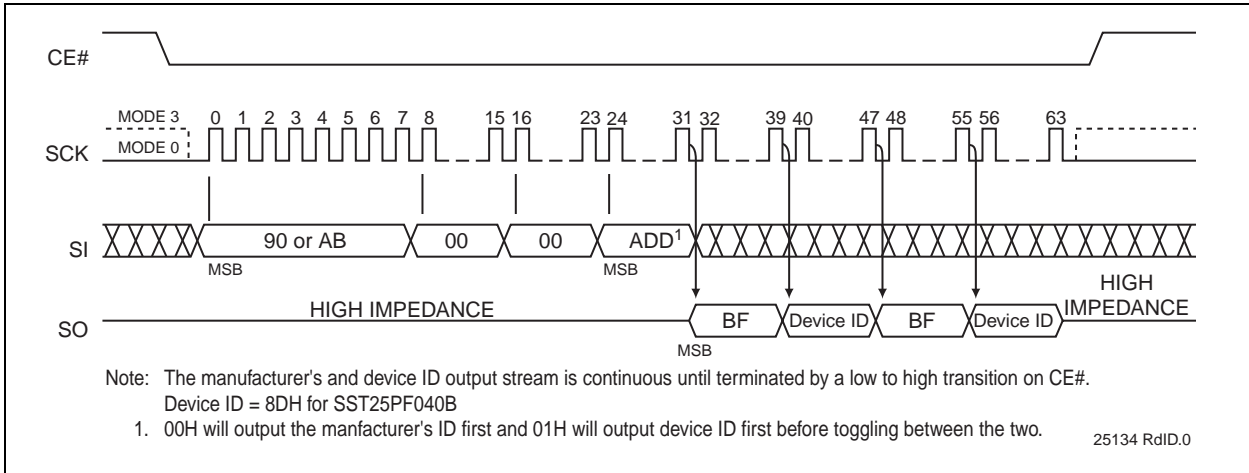 CE#
MODE 3 0 1 2 3 4 5 6 7 8 15 16 23 24 31 32 39 40 47 48 55 56 63
SCK MODE 0
SI 90 or AB 00 00 ADD1
MSB MSB
HIGH IMPEDANCE HIGH IMPEDANCE
SO BF Device ID BF Device ID
MSB
Note: The manufacturer's and device ID output stream is continuous until terminated by a low to high transition on CE#.
Device ID = 8DH for SST25PF040B
1. 00H will output the manfacturer's ID first and 01H will output device ID first before toggling between the two.
25134 RdID.0